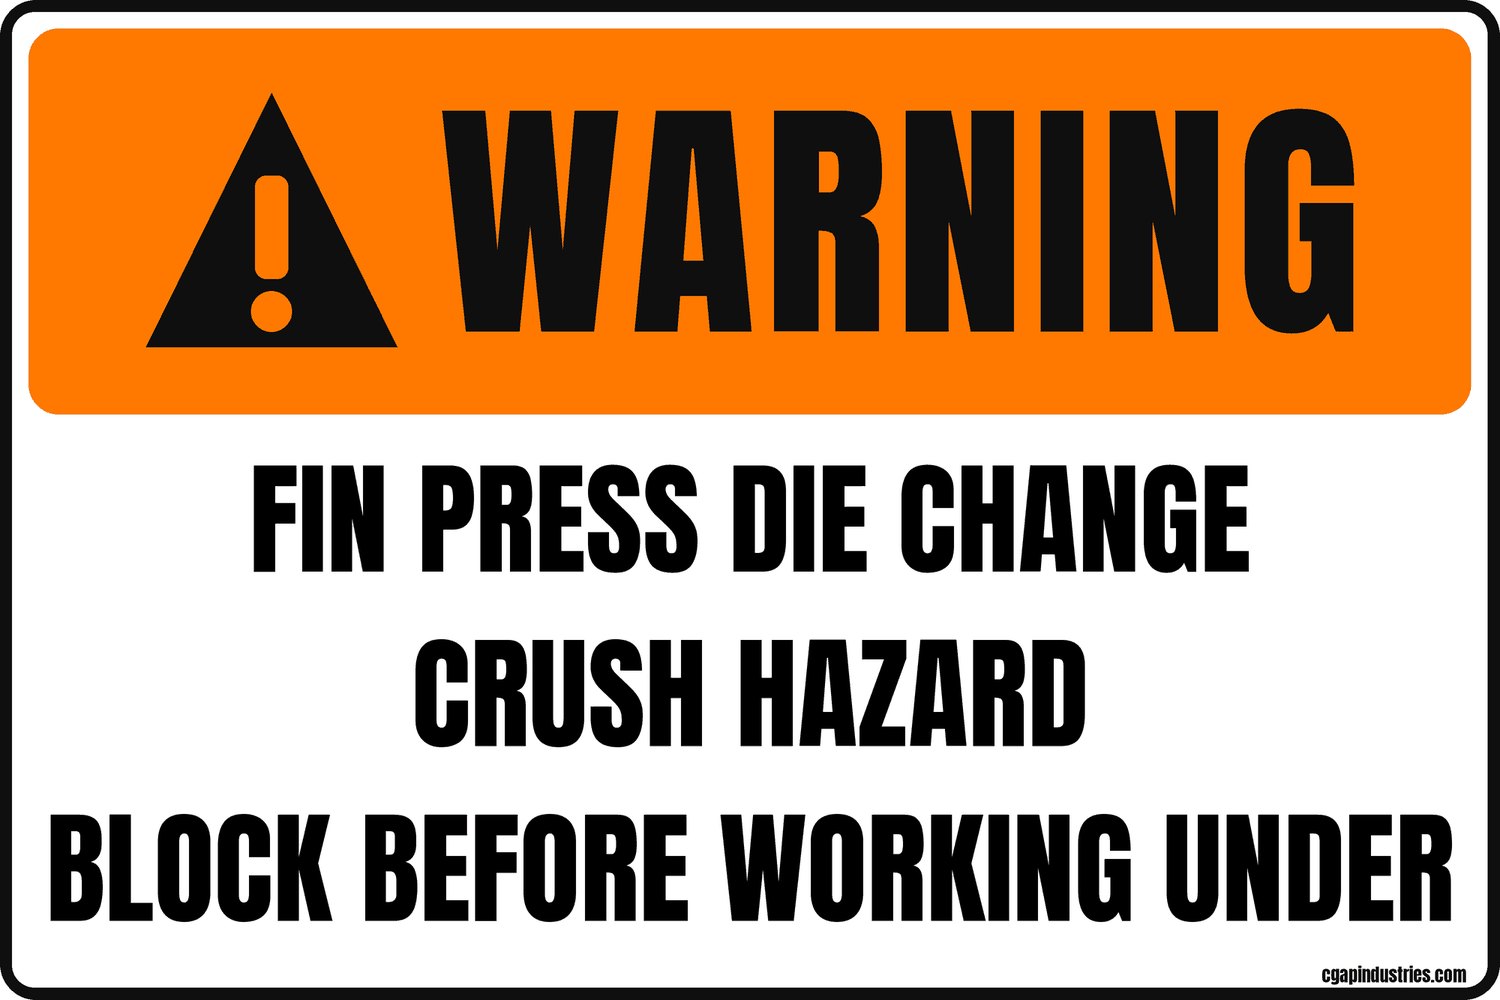 WARNING
FIN PRESS DIE CHANGE
CRUSH HAZARD
BLOCK BEFORE WORKING UNDER
cgapindustries.com